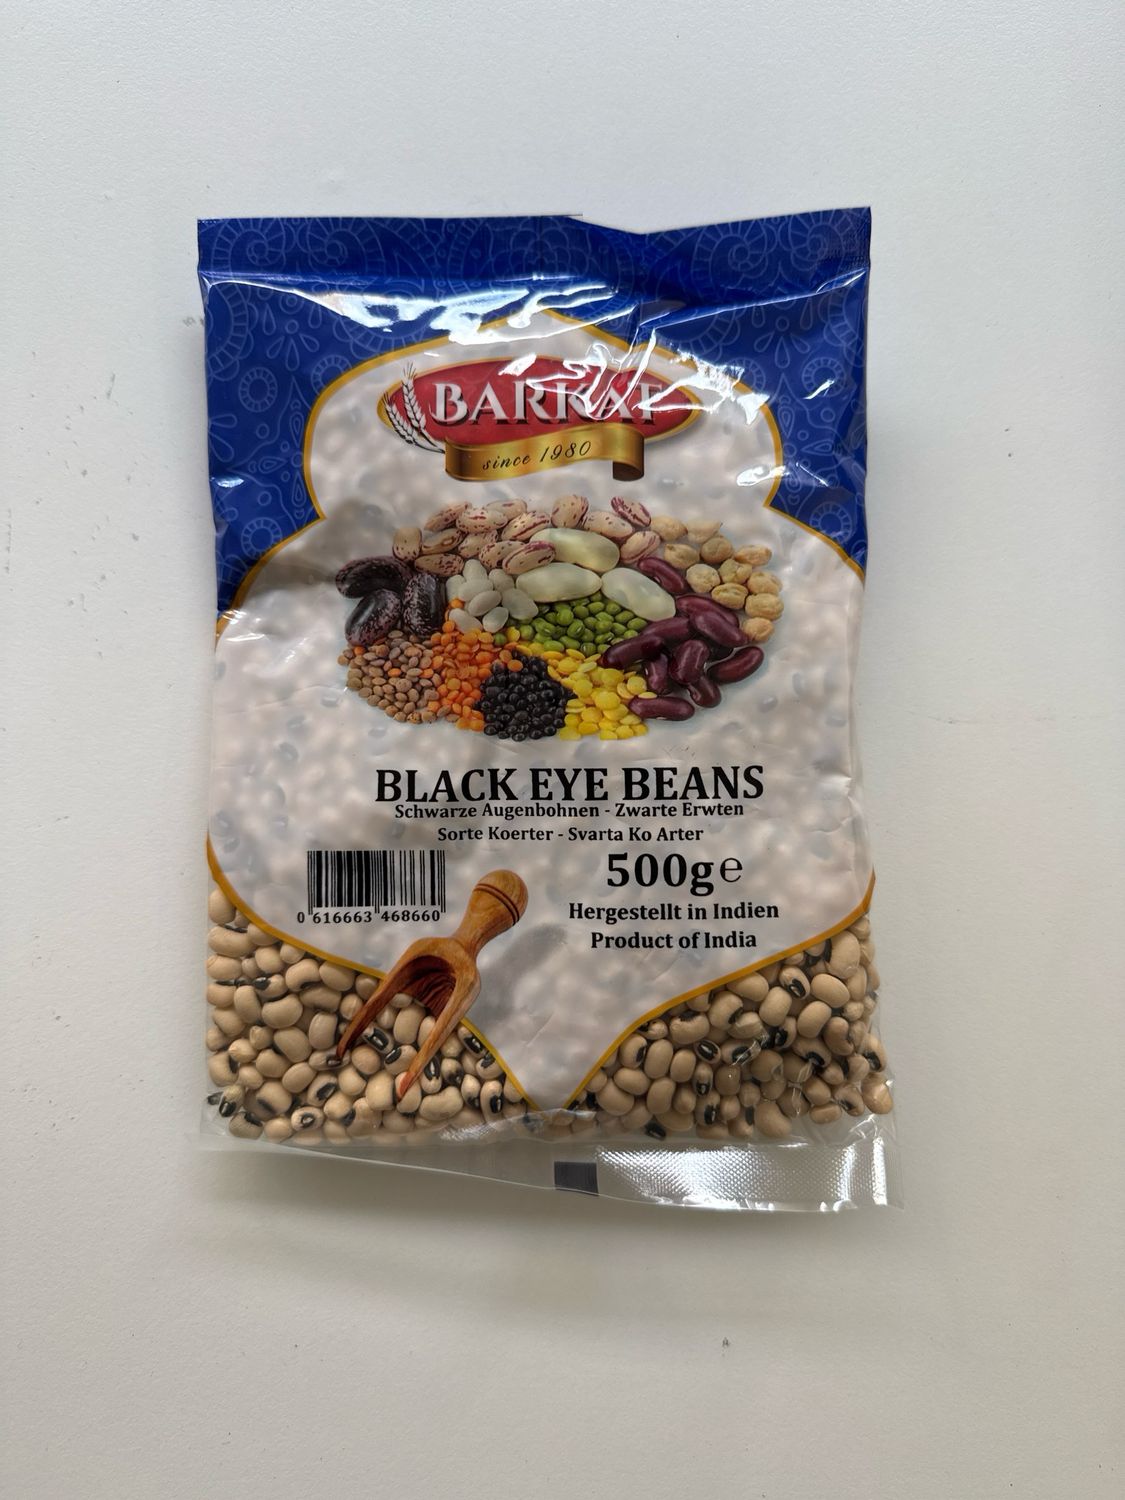 BARKAT
since 1980
BLACK EYE BEANS
Schwarze Augenbohnen - Zwarte Erwten
Sorte Koerter - Svarta Ko Arter
500g℮
0 616663 468660
Hergestellt in Indien
Product of India